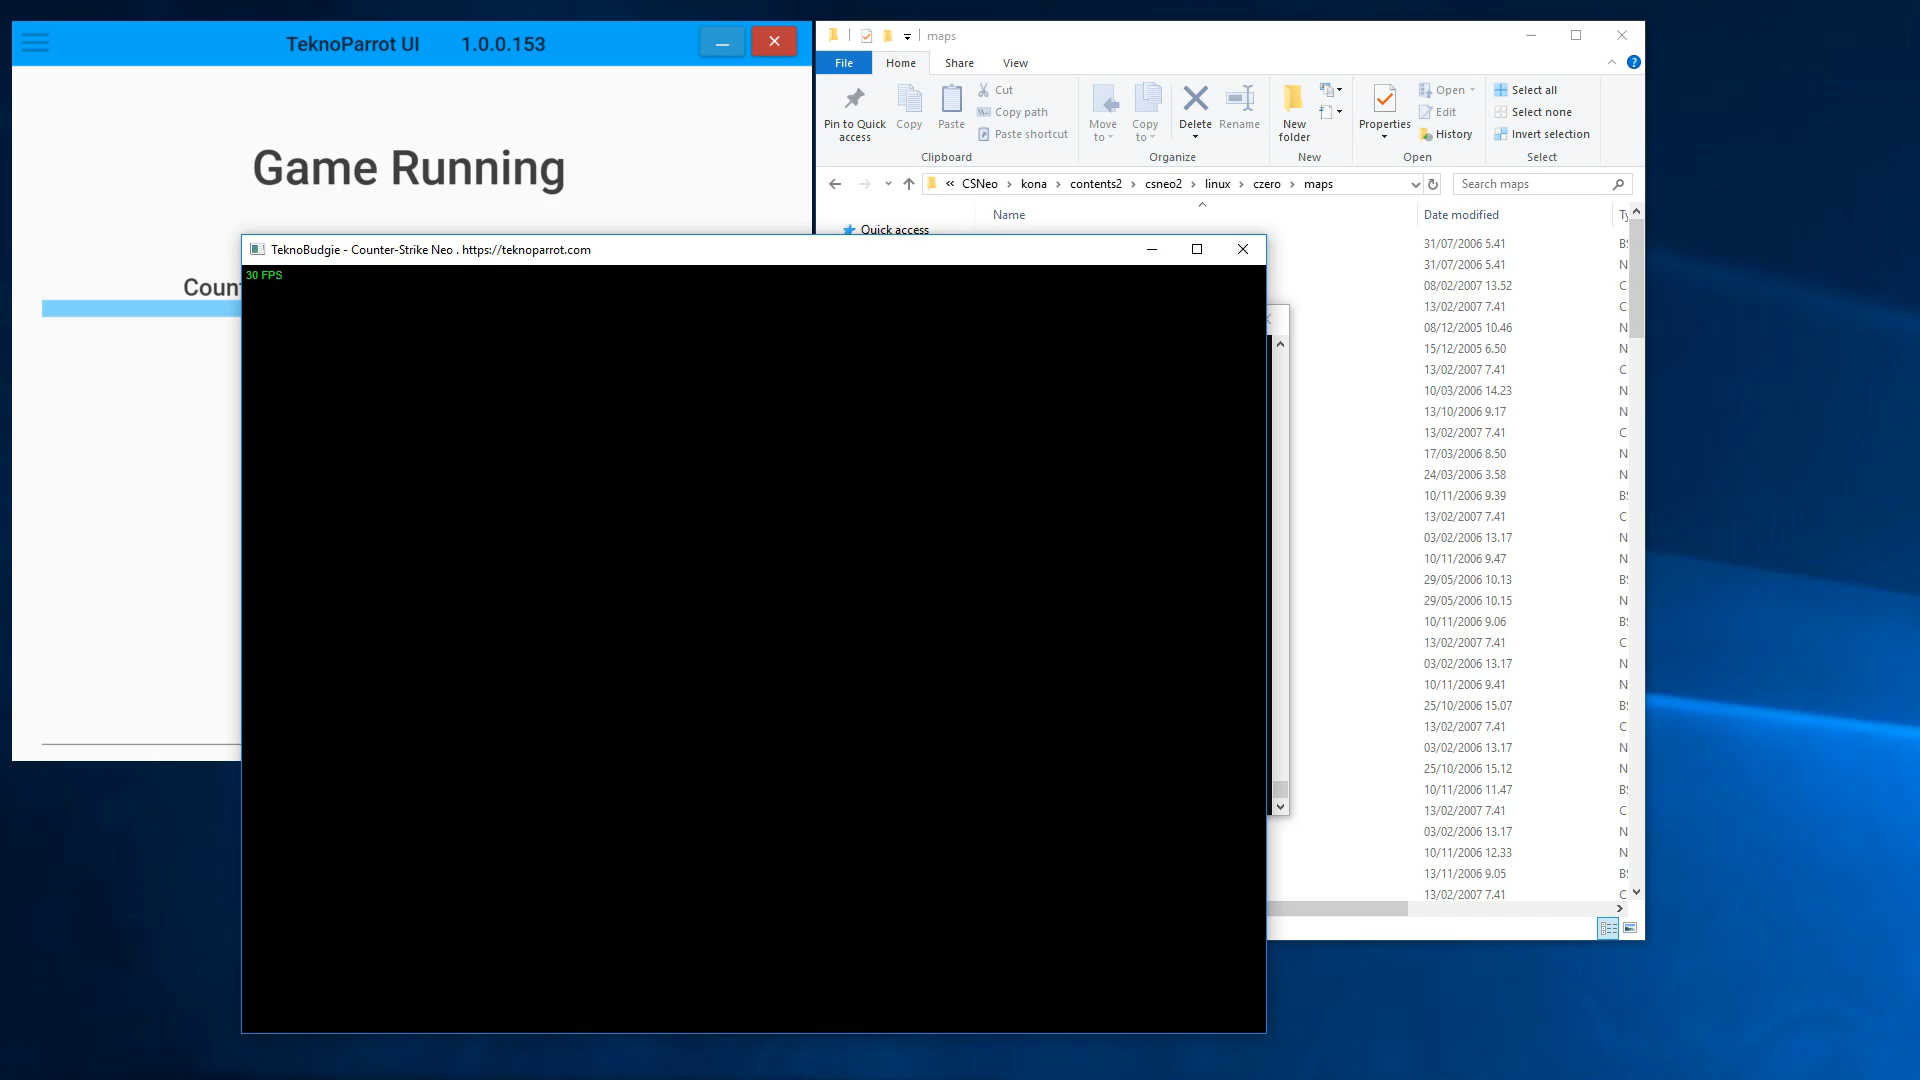 TeknoParrot UI 1.0.0.153
Game Running
maps
File Home Share View
Pin to Quick access
Copy
Paste
Cut
Copy path
Paste shortcut
Clipboard
Move to
Copy to
Delete
Rename
Organize
New folder
New
Properties
Open
Edit
History
Open
Select all
Select none
Invert selection
Select
« CSNeo › kona › contents2 › csneo2 › linux › czero › maps
Search maps
Name Date modified
Quick access
TeknoBudgie - Counter-Strike Neo . https://teknoparrot.com
30 FPS
31/07/2006 5.41
31/07/2006 5.41 N
08/02/2007 13.52 C
13/02/2007 7.41 C
08/12/2005 10.46 N
15/12/2005 6.50 N
13/02/2007 7.41 C
10/03/2006 14.23 N
13/10/2006 9.17 N
13/02/2007 7.41 C
17/03/2006 8.50 N
24/03/2006 3.58 N
10/11/2006 9.39
13/02/2007 7.41 C
03/02/2006 13.17 N
10/11/2006 9.47 N
29/05/2006 10.13
29/05/2006 10.15 N
10/11/2006 9.06
13/02/2007 7.41 C
03/02/2006 13.17 N
10/11/2006 9.41 N
25/10/2006 15.07
13/02/2007 7.41 C
03/02/2006 13.17 N
25/10/2006 15.12 N
10/11/2006 11.47
13/02/2007 7.41 C
03/02/2006 13.17 N
10/11/2006 12.33 N
13/11/2006 9.05
13/02/2007 7.41 C